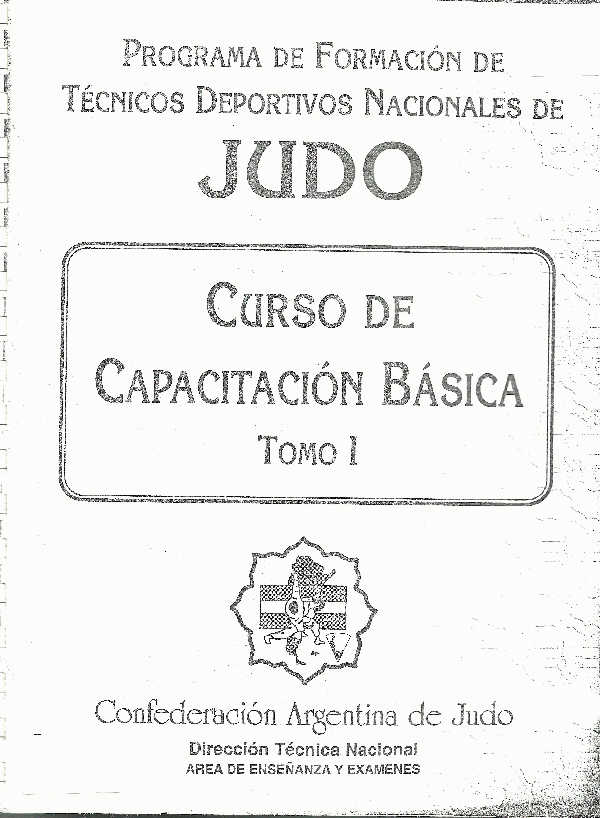 PROGRAMA DE FORMACIÓN DE
TÉCNICOS DEPORTIVOS NACIONALES DE
JUDO
CURSO DE
CAPACITACIÓN BÁSICA
TOMO I
Confederación Argentina de Judo
Dirección Técnica Nacional
AREA DE ENSEÑANZA Y EXAMENES